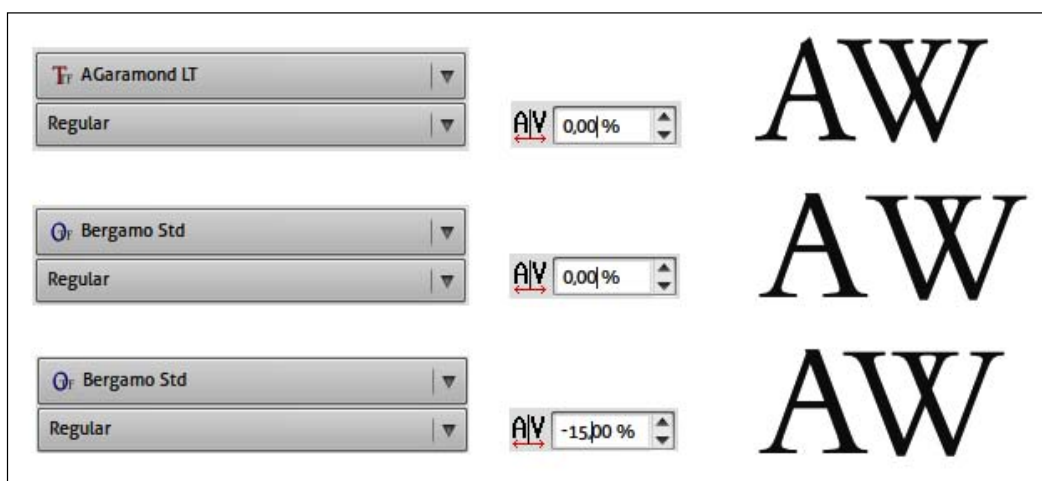 AGaramond LT
Regular
A|V 0,00 %
AW
Bergamo Std
Regular
A|V 0,00 %
AW
Bergamo Std
Regular
A|V -15,00 %
AW